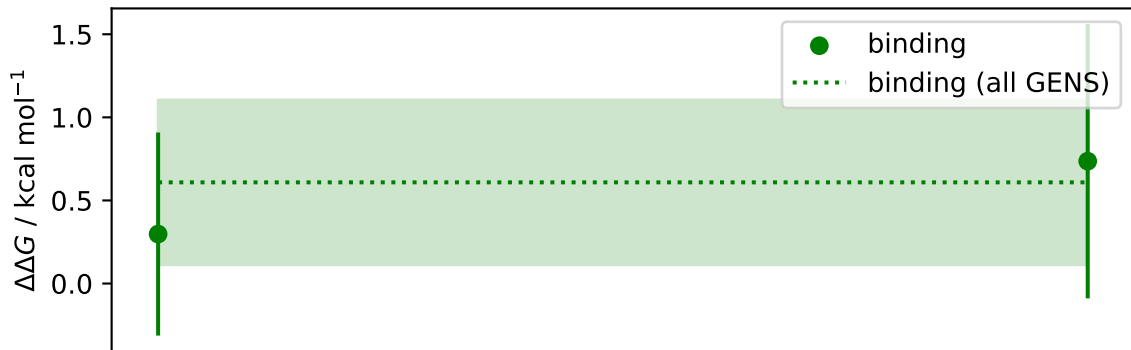 1.5
1.0
0.5
0.0
ΔΔG / kcal mol⁻¹
binding
binding (all GENS)